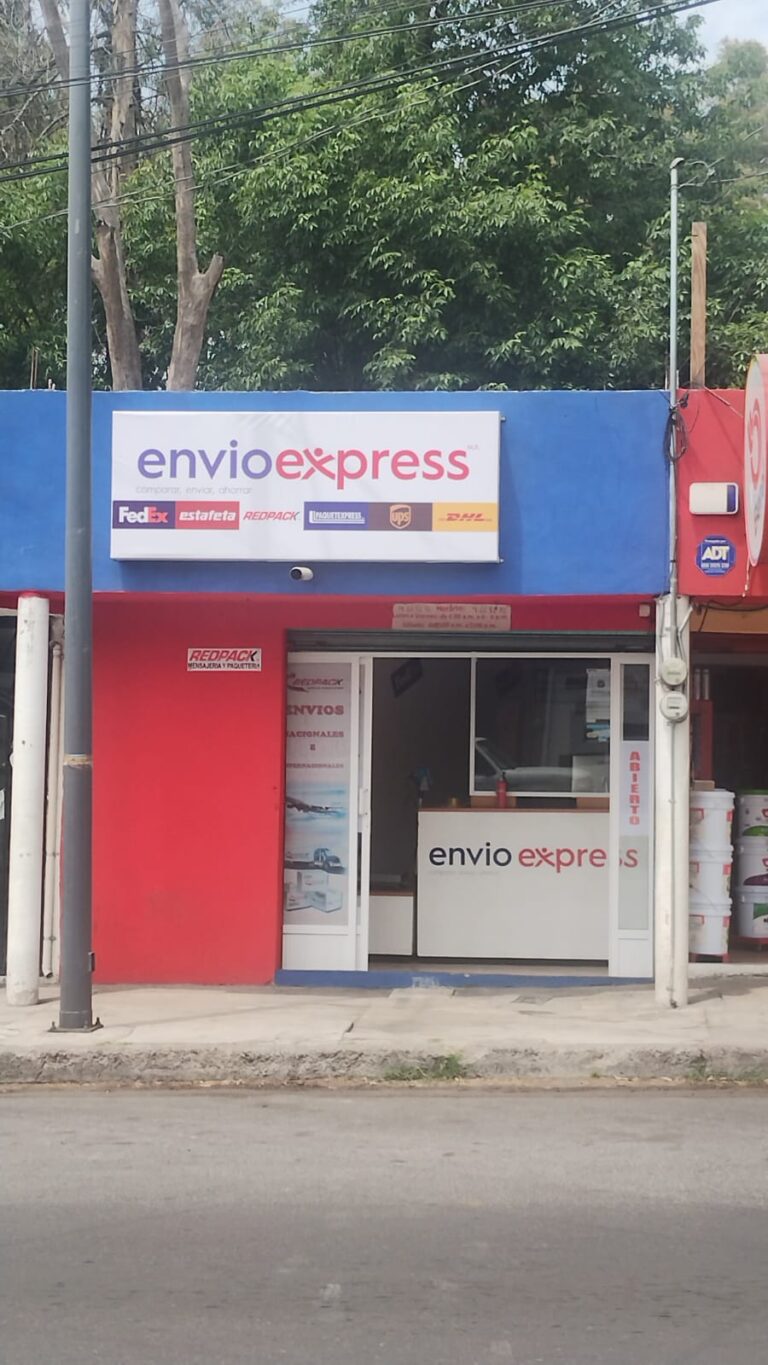 envioexpress
comparar, enviar, ahorrar
FedEx
estafeta
REDPACK
PAQUETEXPRESS
ups
DHL
ADT
REDPACK
MENSAJERIA Y PAQUETERIA
REDPACK
ENVIOS
NACIONALES
E
INTERNACIONALES
ABIERTO
envio express